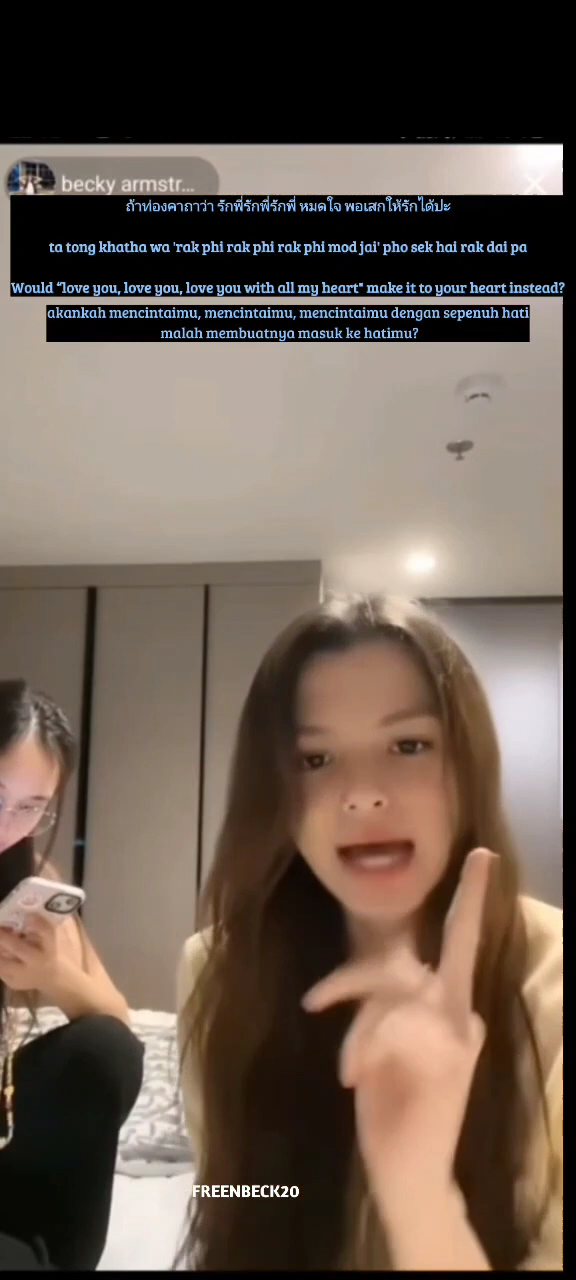 becky armstr...
ถ้าท่องคาถาว่า รักพี่รักพี่รักพี่ หมดใจ พอเสกให้รักได้ปะ
ta tong khatha wa 'rak phi rak phi rak phi mod jai' pho sek hai rak dai pa
Would “love you, love you, love you with all my heart" make it to your heart instead?
akankah mencintaimu, mencintaimu, mencintaimu dengan sepenuh hati
malah membuatnya masuk ke hatimu?
FREENBECK20